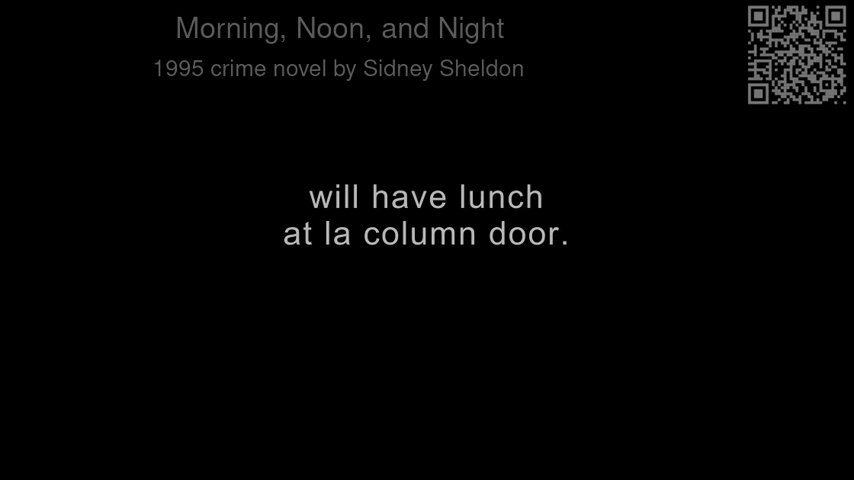 Morning, Noon, and Night
1995 crime novel by Sidney Sheldon
will have lunch
at la column door.